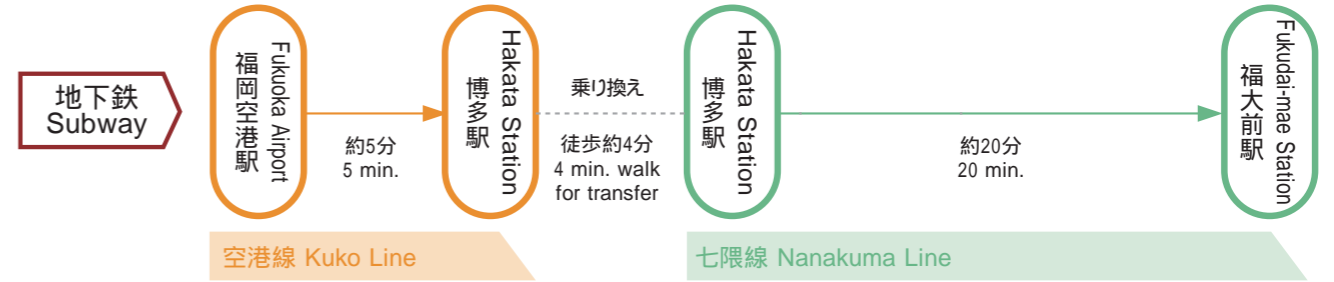 地下鉄
Subway
Fukuoka Airport
福岡空港駅
約5分
5 min.
Hakata Station
博多駅
乗り換え
徒歩約4分
4 min. walk
for transfer
Hakata Station
博多駅
約20分
20 min.
Fukudai-mae Station
福大前駅
空港線 Kuko Line
七隈線 Nanakuma Line